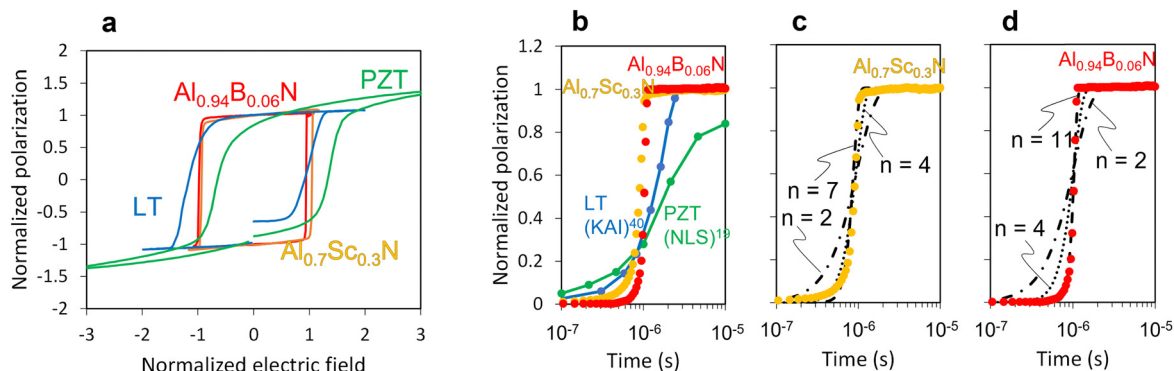 a
2
1.5
1
0.5
0
-0.5
-1
-1.5
-2
Normalized polarization
PZT
Al0.94B0.06N
LT
Al0.7Sc0.3N
-3
-2
-1
0
1
2
3
Normalized electric field
b
1.2
1
0.8
0.6
0.4
0.2
0
Normalized polarization
Al0.94B0.06N
Al0.7Sc0.3N
LT
(KAI)40
PZT
(NLS)19
10-7
10-6
10-5
Time (s)
c
Al0.7Sc0.3N
n = 4
n = 7
n = 2
10-7
10-6
10-5
Time (s)
d
Al0.94B0.06N
n =
11
n = 2
n = 4
10-7
10-6
10-5
Time (s)